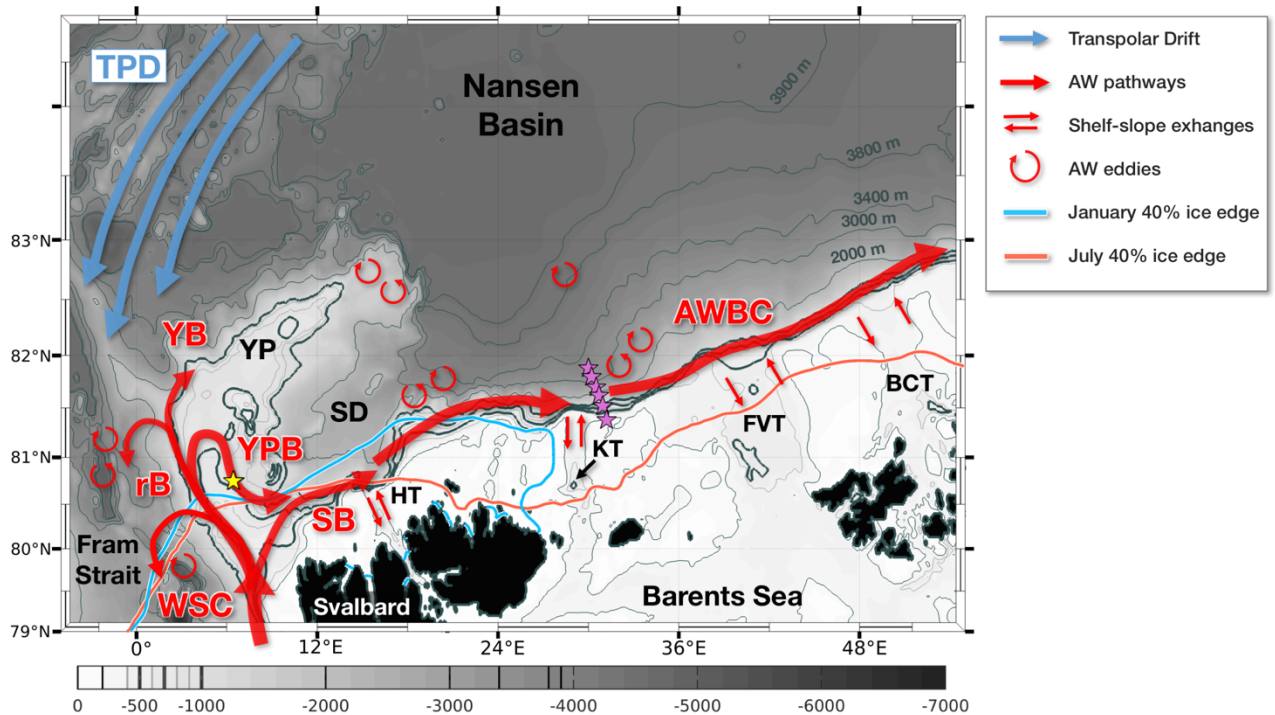 TPD
Nansen
Basin
3900 m
3800 m
3400 m
3000 m
2000 m
83°N
82°N
81°N
80°N
79°N
YB
YP
SD
YPB
rB
SB
HT
AWBC
KT
FVT
BCT
Fram
Strait
WSC
Svalbard
Barents Sea
0°
12°E
24°E
36°E
48°E
0
-500
-1000
-2000
-3000
-4000
-5000
-6000
-7000
Transpolar Drift
AW pathways
Shelf-slope exhanges
AW eddies
January 40% ice edge
July 40% ice edge